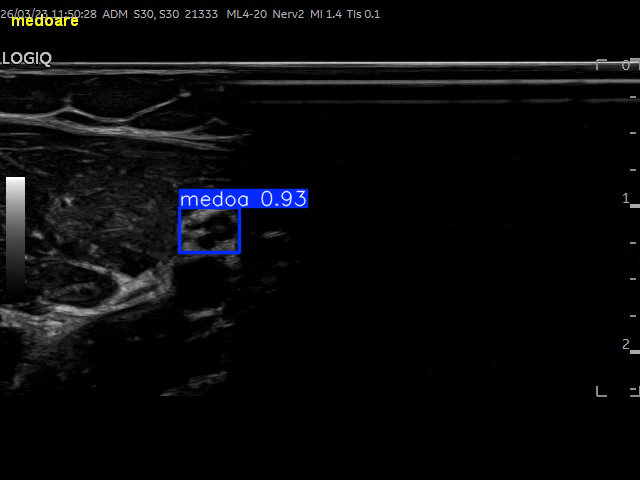 26/03/23 11:50:28 ADM S30, S30 21333 ML4-20 Nerv2 MI 1.4 TIs 0.1
medoare
LOGIQ
0
medoa 0.93
1
2